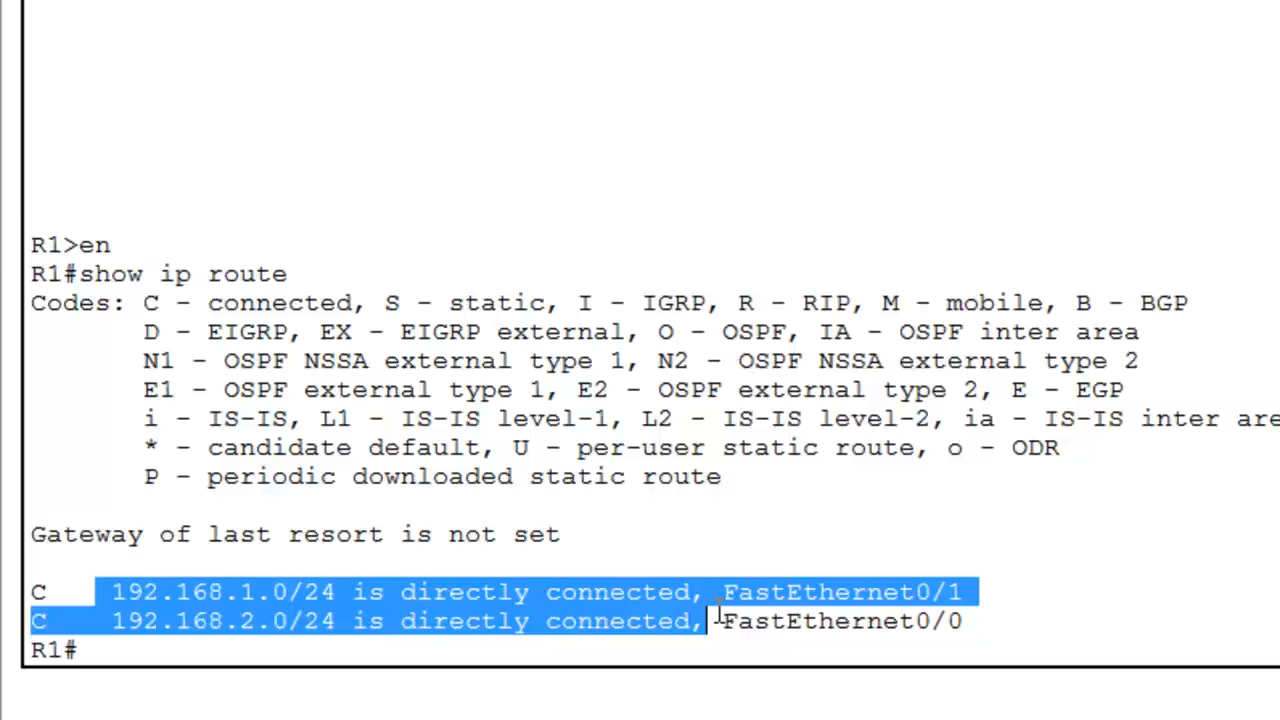 R1>en
R1#show ip route
Codes: C - connected, S - static, I - IGRP, R - RIP, M - mobile, B - BGP
D - EIGRP, EX - EIGRP external, O - OSPF, IA - OSPF inter area
N1 - OSPF NSSA external type 1, N2 - OSPF NSSA external type 2
E1 - OSPF external type 1, E2 - OSPF external type 2, E - EGP
i - IS-IS, L1 - IS-IS level-1, L2 - IS-IS level-2, ia - IS-IS inter are
* - candidate default, U - per-user static route, o - ODR
P - periodic downloaded static route
Gateway of last resort is not set
C 192.168.1.0/24 is directly connected, FastEthernet0/1
C 192.168.2.0/24 is directly connected, FastEthernet0/0
R1#